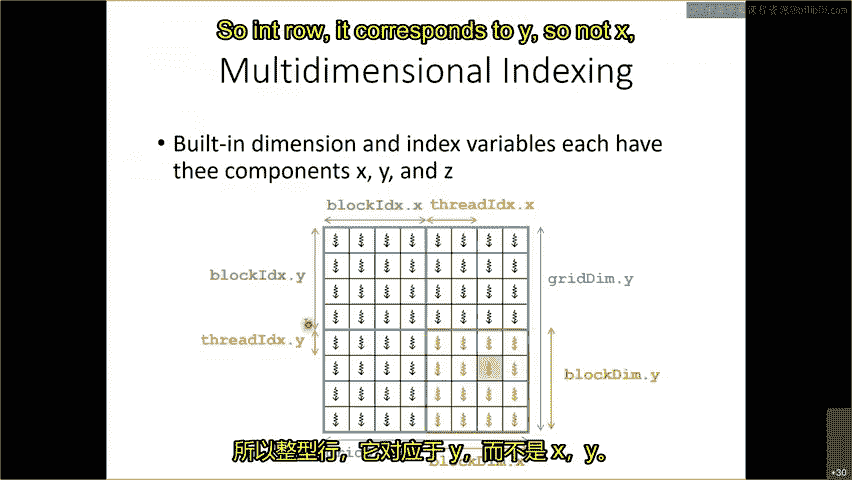 So int row, it corresponds to y, so not x,
Multidimensional Indexing
• Built-in dimension and index variables each have
thee components x, y, and z
blockIdx.x threadIdx.x
blockIdx.y
gridDim.y
threadIdx.y
blockDim.y
blockDim.x
所以整型行，它对应于 y，而不是 x，y。
+30